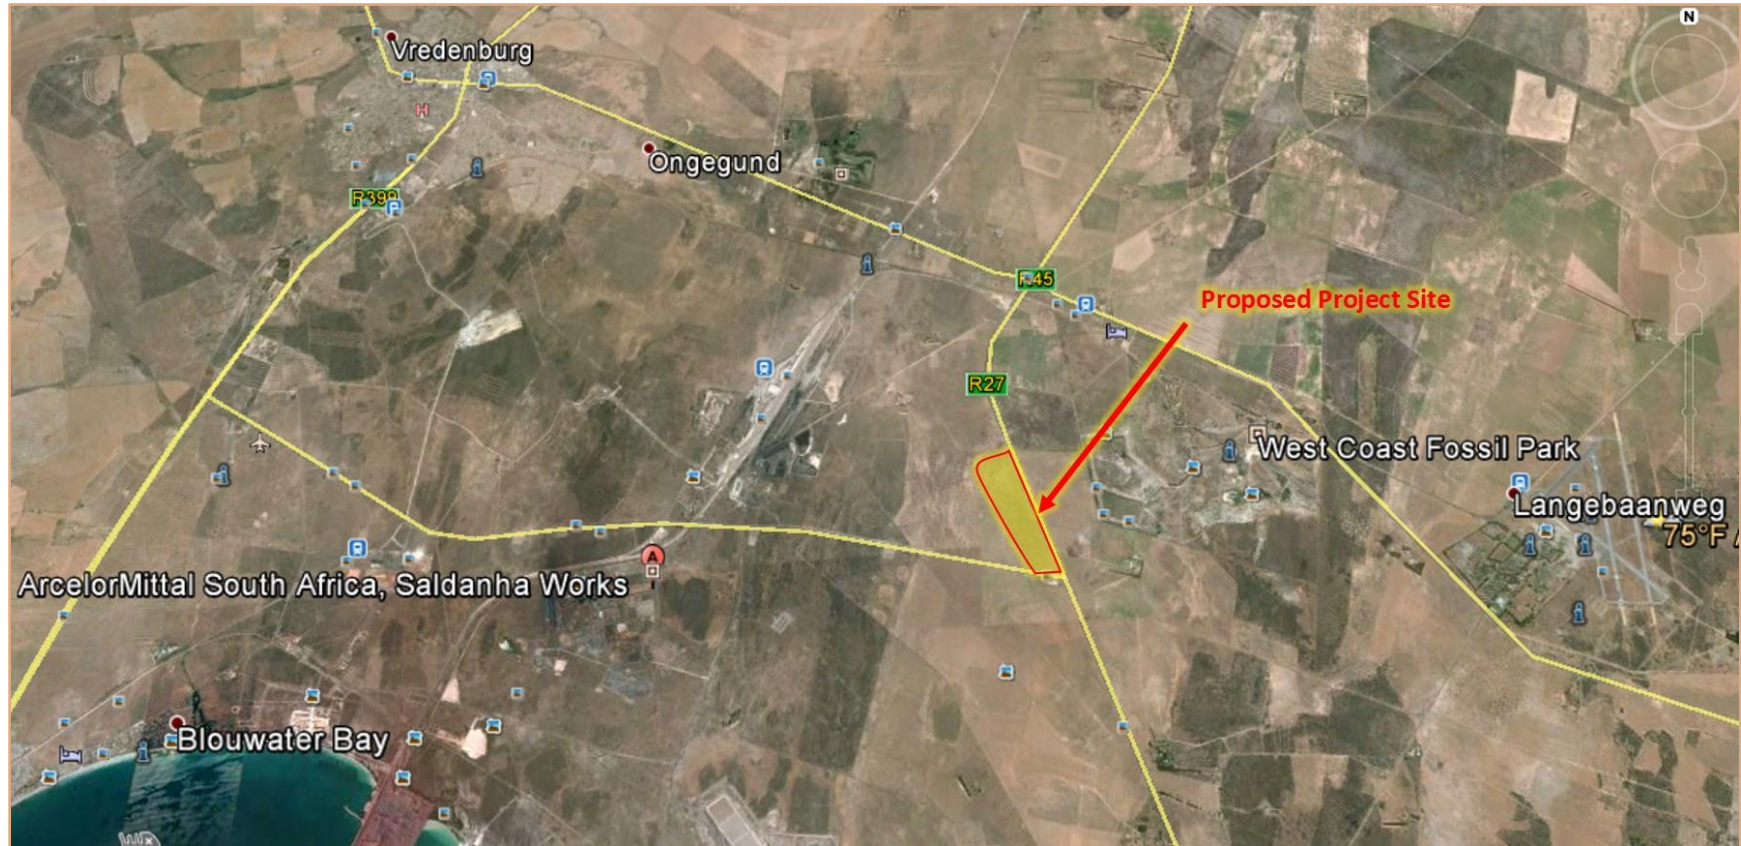 N
Vredenburg
H
Ongegund
R399
R45
Proposed Project Site
R27
West Coast Fossil Park
Langebaanweg
75°F
A
ArcelorMittal South Africa, Saldanha Works
Blouwater Bay